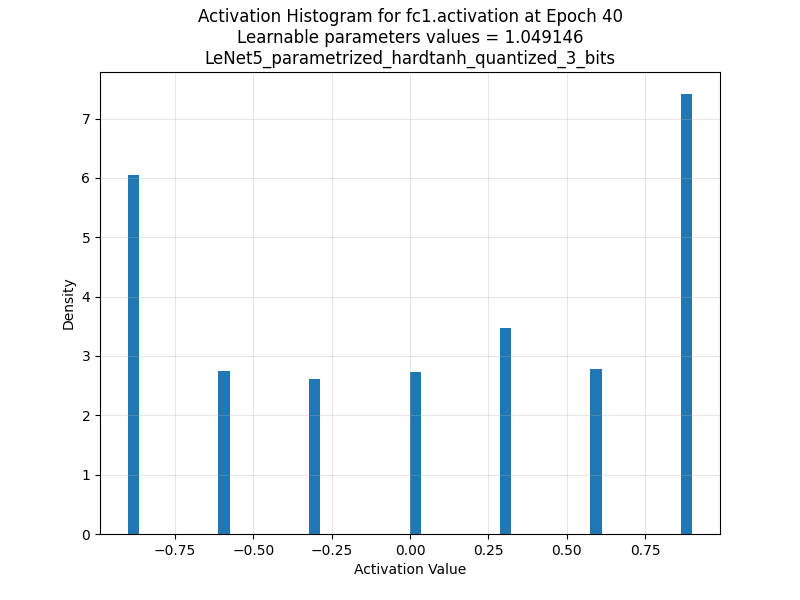 Activation Histogram for fc1.activation at Epoch 40
Learnable parameters values = 1.049146
LeNet5_parametrized_hardtanh_quantized_3_bits
Density
7
6
5
4
3
2
1
0
−0.75 −0.50 −0.25 0.00 0.25 0.50 0.75
Activation Value